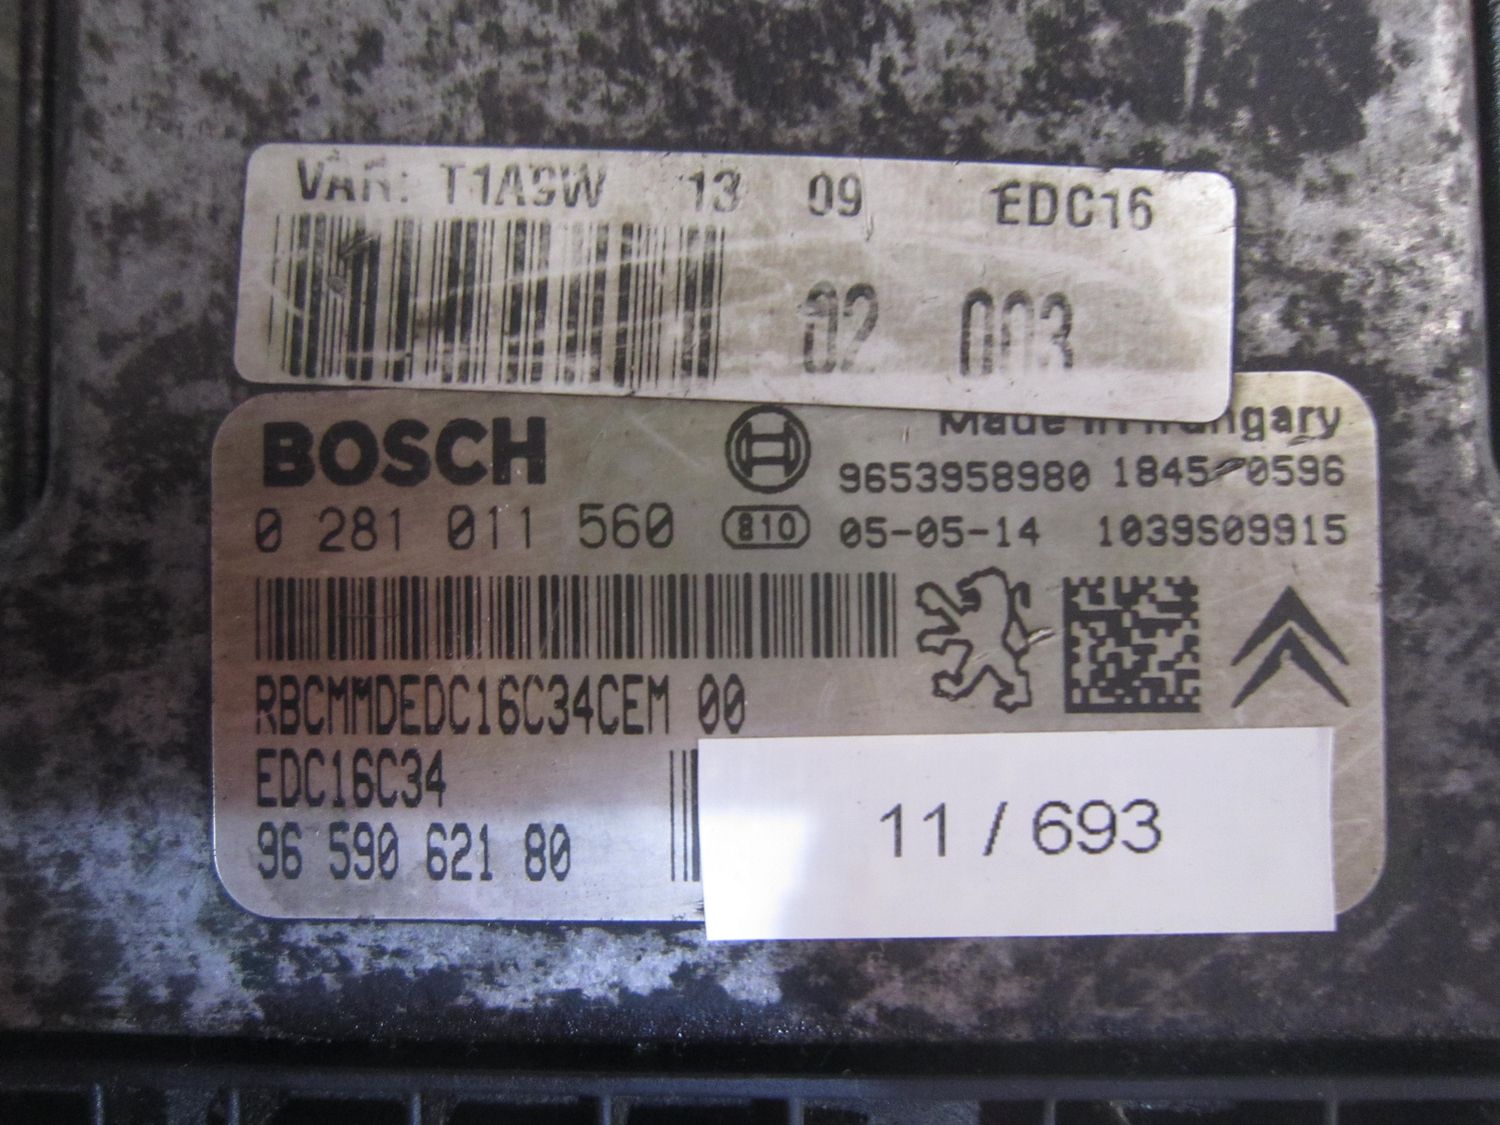 VAR: T1A9W 13 09 EDC16
02 003
BOSCH
Made in Hungary
9653958980 1845 0596
0 281 011 560 810 05-05-14 1039S09915
RBCMMDEDC16C34CEM 00
EDC16C34
96 590 621 80
11 / 693